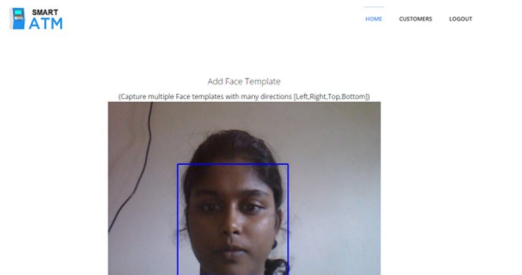 SMART
ATM
HOME CUSTOMERS LOGOUT
Add Face Template
(Capture multiple Face templates with many directions [Left,Right,Top,Bottom])